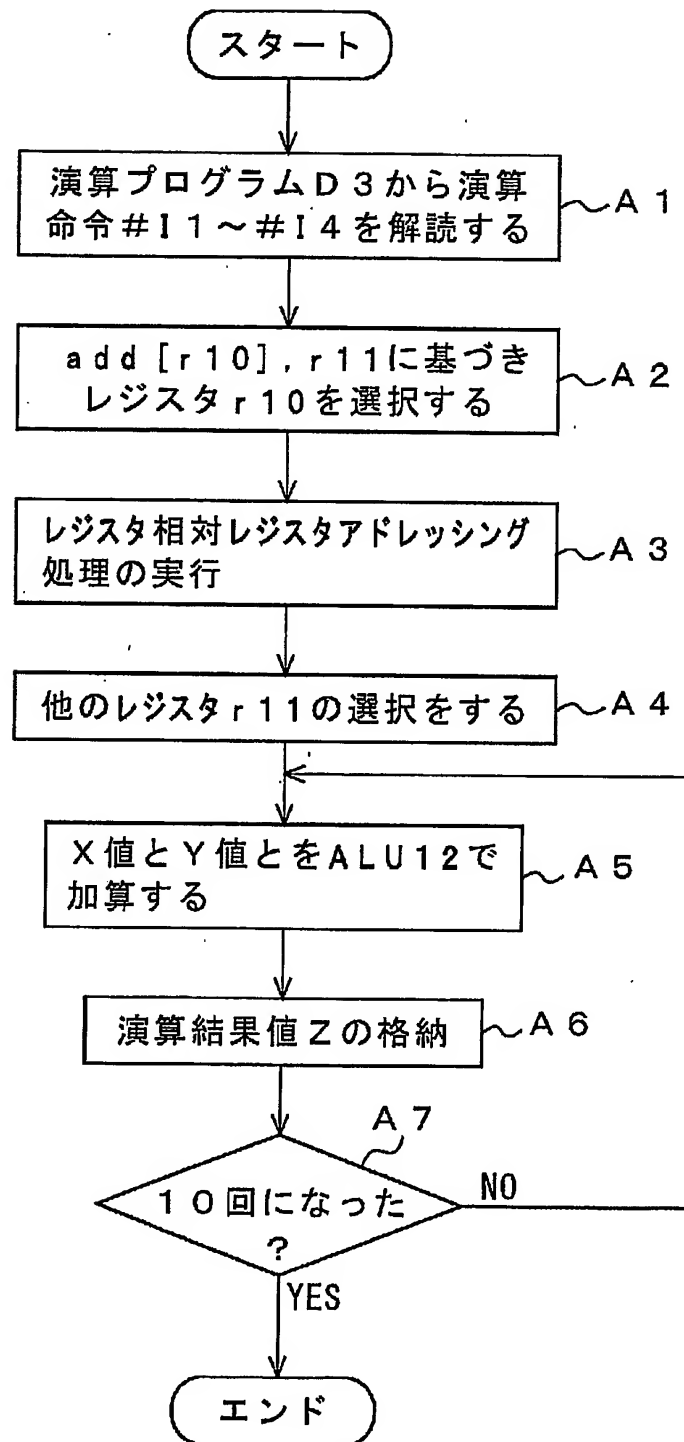 スタート
演算プログラムD3から演算
命令#I1～#I4を解読する
A1
add[r10],r11に基づき
レジスタr10を選択する
A2
レジスタ相対レジスタアドレッシング
処理の実行
A3
他のレジスタr11の選択をする
A4
X値とY値とをALU12で
加算する
A5
演算結果値Zの格納
A6
A7
10回になった
?
NO
YES
エンド